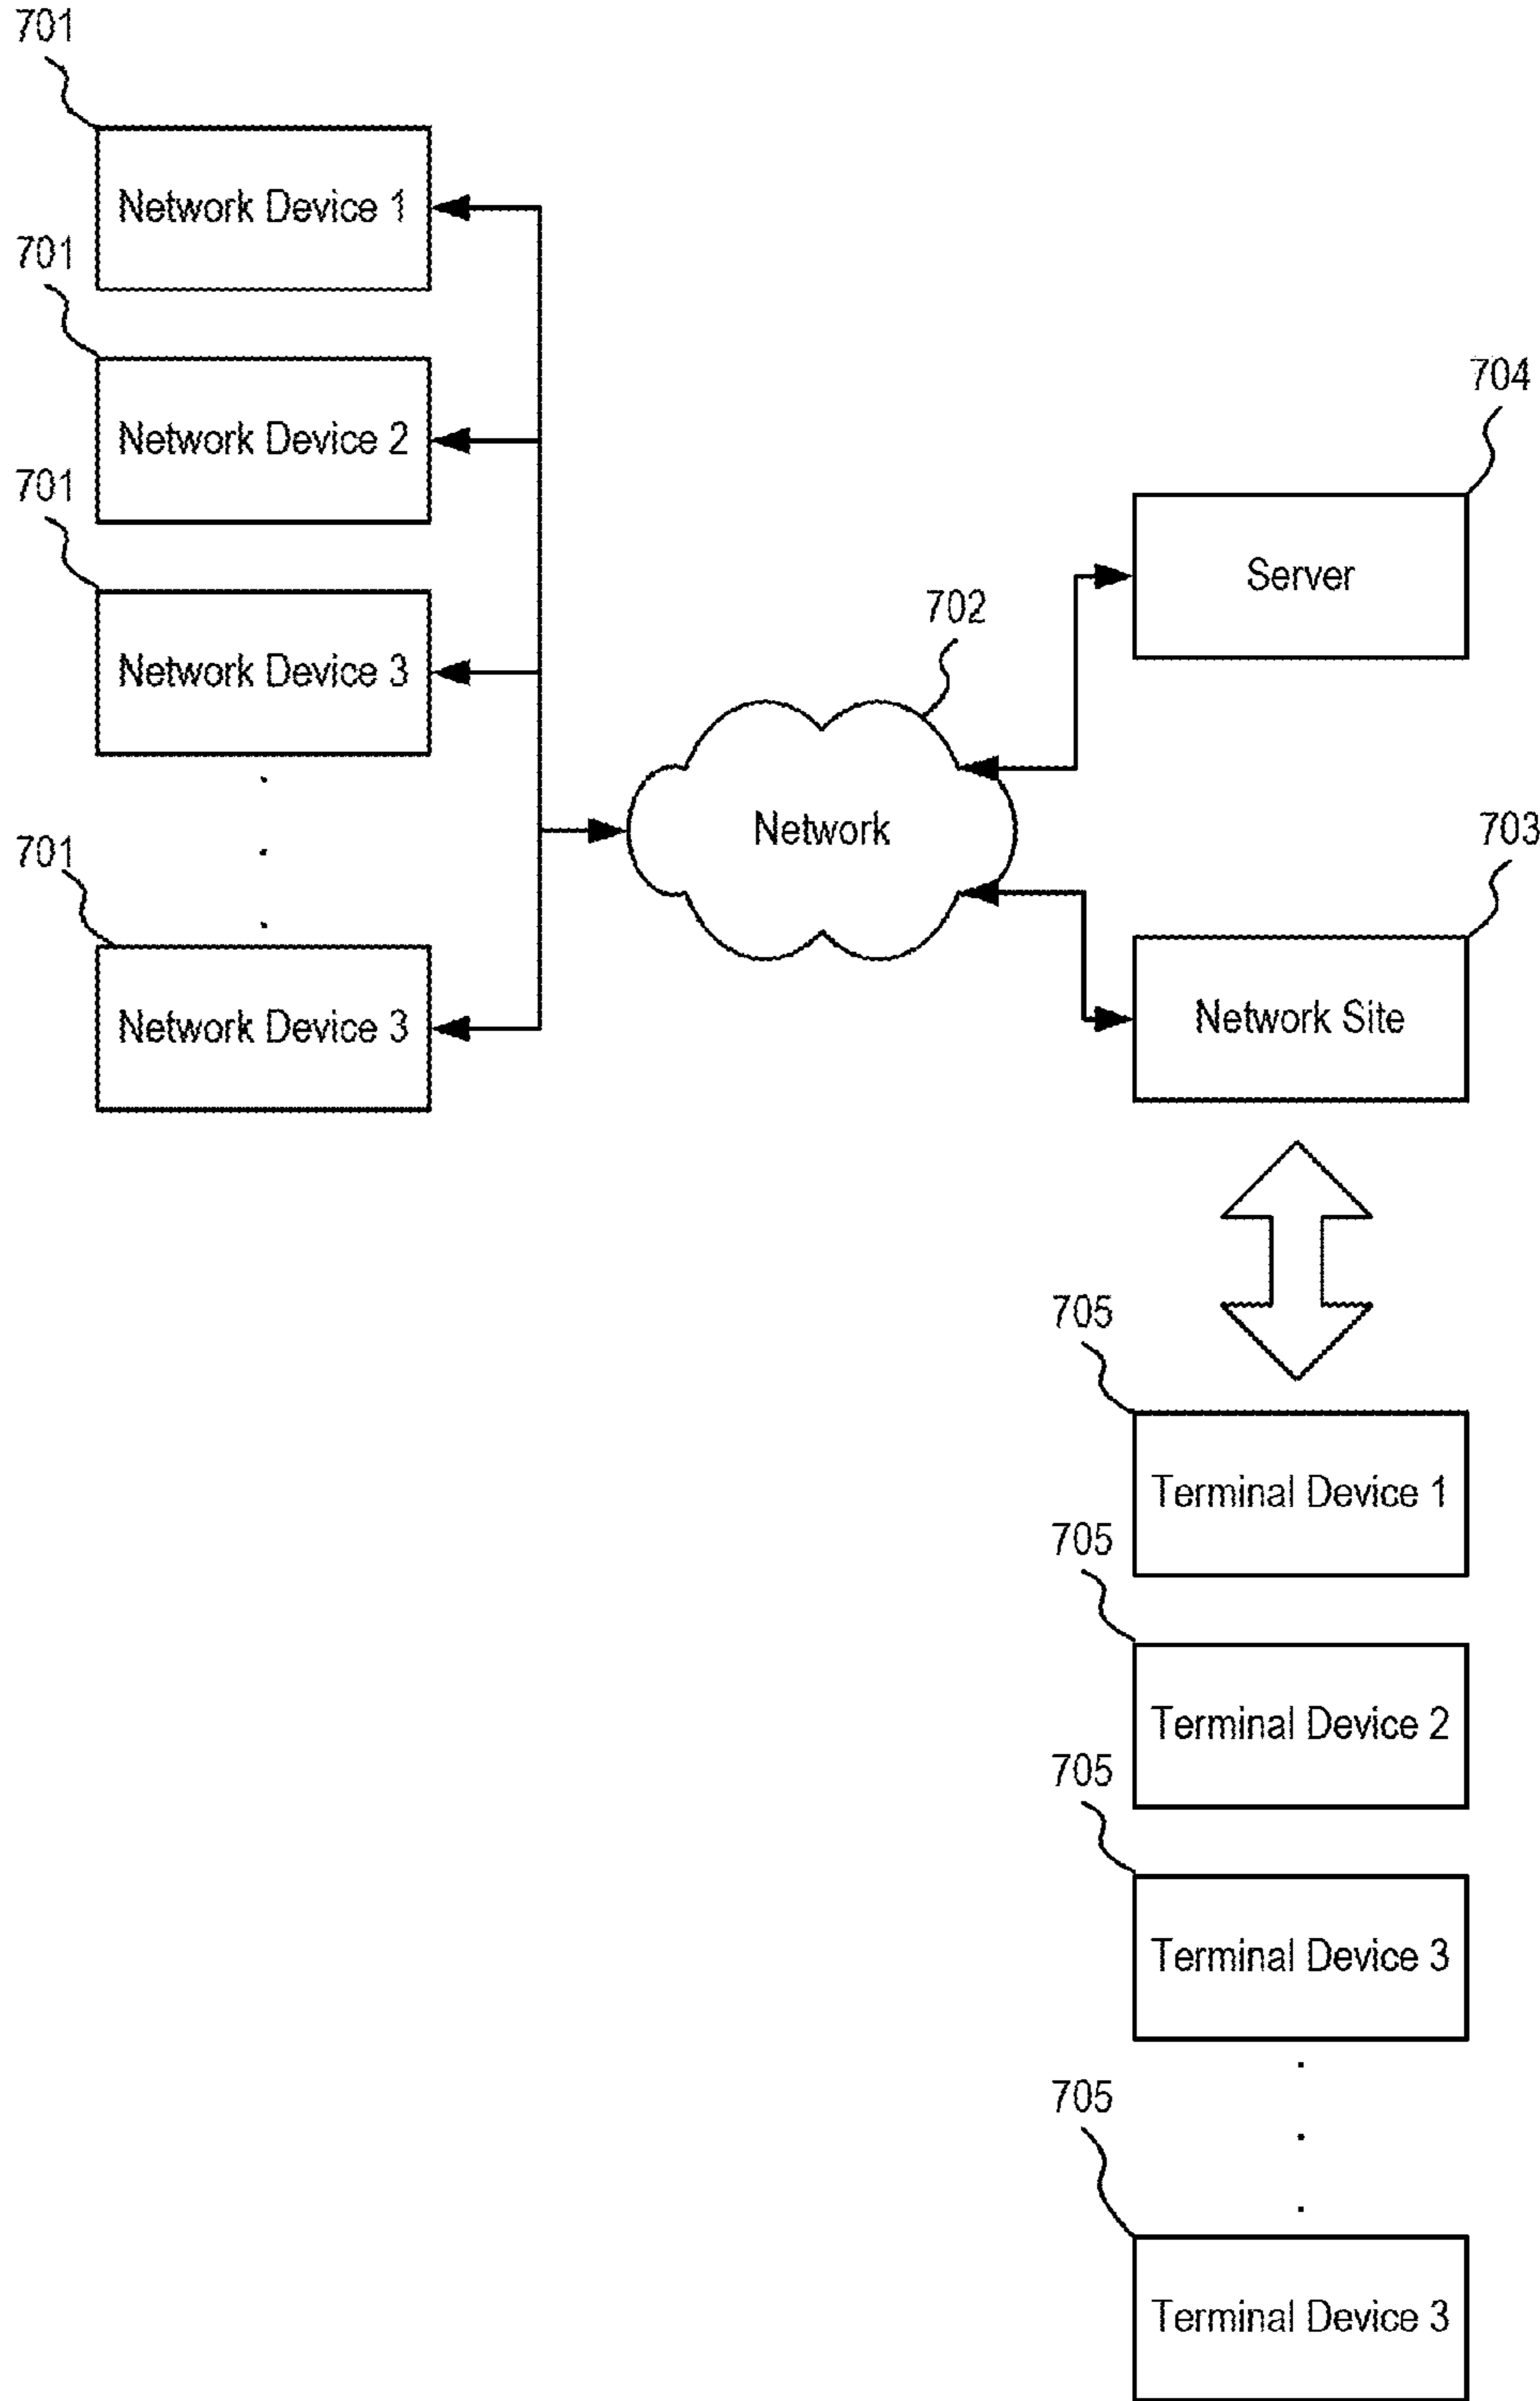 701
Network Device 1
701
Network Device 2
701
Network Device 3
701
Network Device 3
702
Network
704
Server
703
Network Site
705
Terminal Device 1
705
Terminal Device 2
705
Terminal Device 3
705
Terminal Device 3